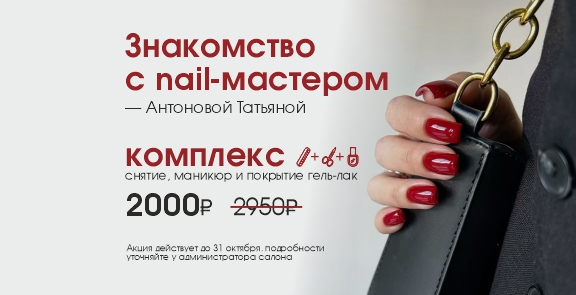 Знакомство
с nail-мастером
— Антоновой Татьяной
комплекс
снятие, маникюр и покрытие гель-лак
2000₽ 2950₽
Акция действует до 31 октября. подробности
уточняйте у администратора салона